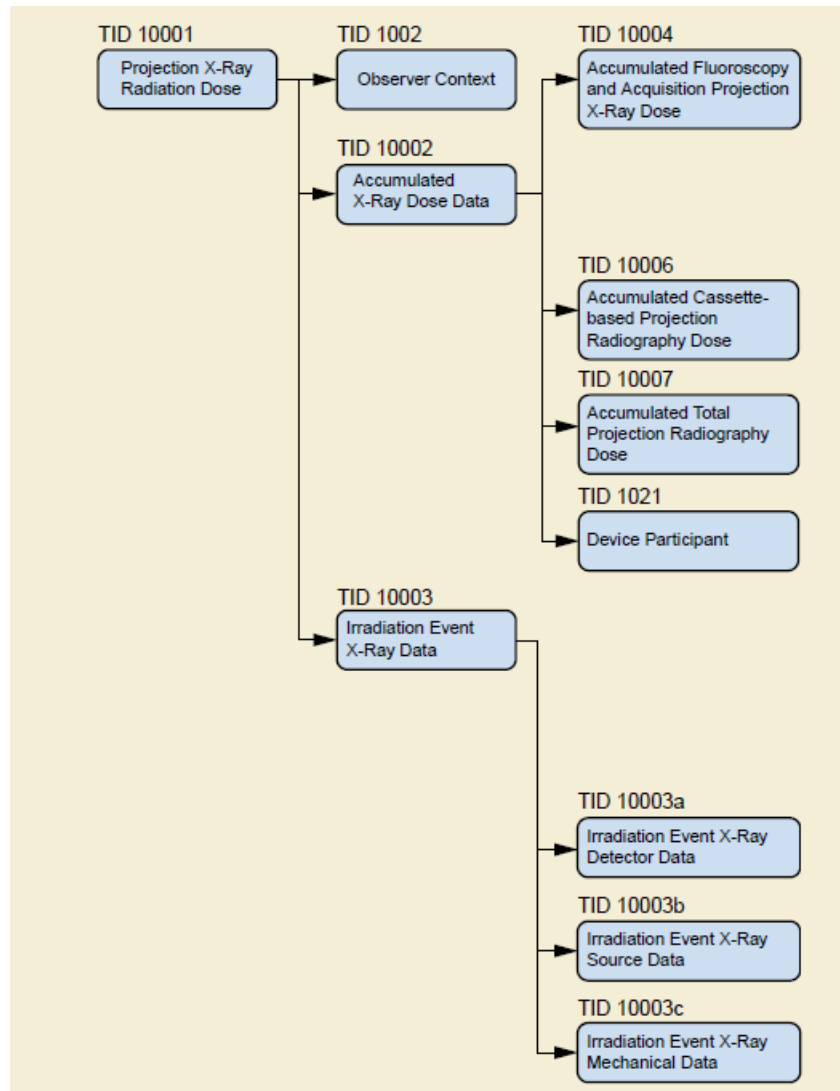 TID 10001
Projection X-Ray
Radiation Dose
TID 1002
Observer Context
TID 10002
Accumulated
X-Ray Dose Data
TID 10004
Accumulated Fluoroscopy
and Acquisition Projection
X-Ray Dose
TID 10006
Accumulated Cassette-
based Projection
Radiography Dose
TID 10007
Accumulated Total
Projection Radiography
Dose
TID 1021
Device Participant
TID 10003
Irradiation Event
X-Ray Data
TID 10003a
Irradiation Event X-Ray
Detector Data
TID 10003b
Irradiation Event X-Ray
Source Data
TID 10003c
Irradiation Event X-Ray
Mechanical Data